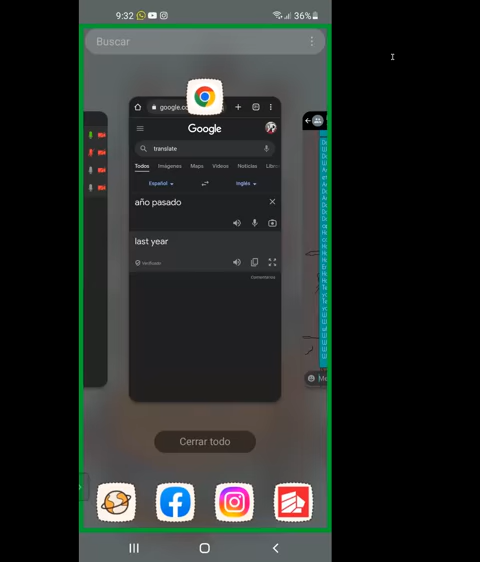 9:32
36%
Buscar
google.co
Google
translate
Todos Imágenes Maps Videos Noticias Libro
Español Inglés
año pasado
last year
Verificado
Comentarios
Cerrar todo